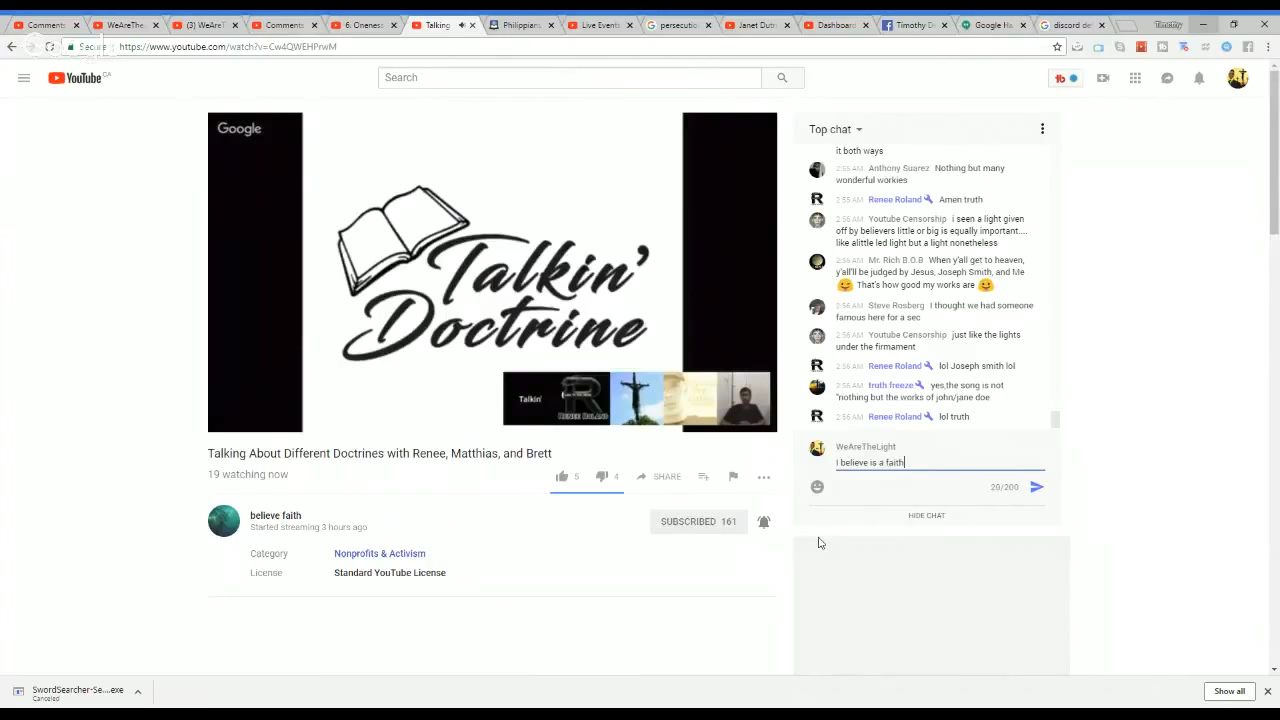 Comments
WeAreThe
(3) WeAreT
Comments
6. Oneness
Talking
Philippians
Live Events
persecutio
Janet Dutr
Dashboard
Timothy De
Google Ha
discord de
Timothy
Secure
https://www.youtube.com/watch?v=Cw4QWEHPrwM
YouTube CA
Search
Google
Talkin'
Doctrine
Talkin'
RENEE ROLAND
Top chat
it both ways
2:55 AM Anthony Suarez Nothing but many
wonderful workies
2:55 AM Renee Roland Amen truth
2:56 AM Youtube Censorship i seen a light given
off by believers little or big is equally important....
like alittle led light but a light nonetheless
2:56 AM Mr. Rich B.O.B When y'all get to heaven,
y'all'll be judged by Jesus, Joseph Smith, and Me
🤗 That's how good my works are 🤗
2:56 AM Steve Rosberg I thought we had someone
famous here for a sec
2:56 AM Youtube Censorship just like the lights
under the firmament
2:56 AM Renee Roland lol Joseph smith lol
2:56 AM truth freeze yes,the song is not
"nothing but the works of john/jane doe
2:56 AM Renee Roland lol truth
WeAreTheLight
I believe is a faith
20/200
HIDE CHAT
Talking About Different Doctrines with Renee, Matthias, and Brett
19 watching now
5
4
SHARE
believe faith
Started streaming 3 hours ago
SUBSCRIBED 161
Category Nonprofits & Activism
License Standard YouTube License
SwordSearcher-Se....exe
Canceled
Show all